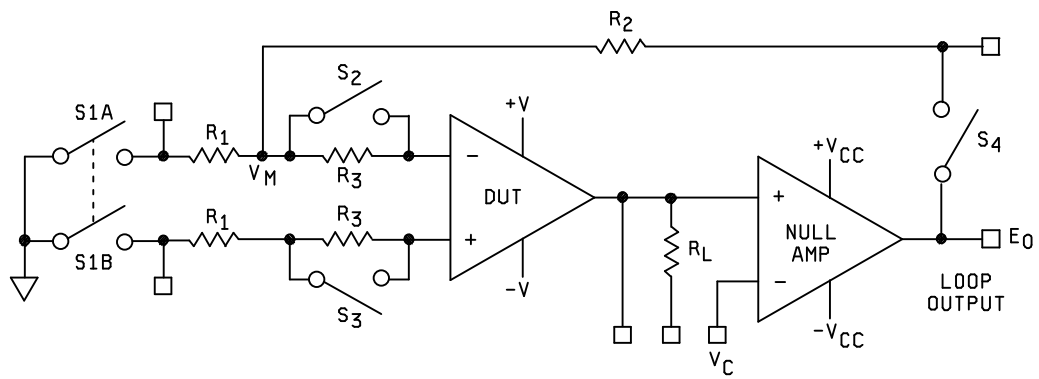 R2
S2
S1A
+V
R1
S4
+VCC
VM
R3
−
DUT
+
R1
R3
+
NULL
AMP
RL
E0
S1B
−V
−
LOOP
OUTPUT
S3
−VCC
VC